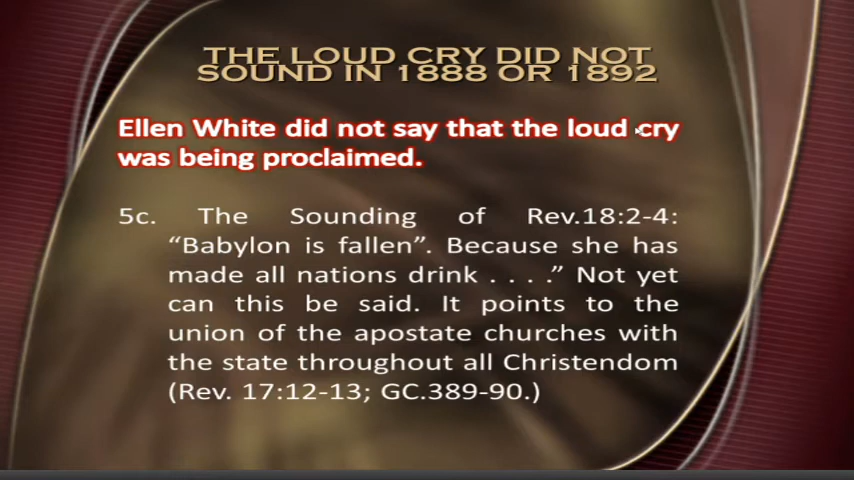 THE LOUD CRY DID NOT
SOUND IN 1888 OR 1892
Ellen White did not say that the loud cry
was being proclaimed.
5c. The Sounding of Rev.18:2-4:
“Babylon is fallen”. Because she has
made all nations drink . . . .” Not yet
can this be said. It points to the
union of the apostate churches with
the state throughout all Christendom
(Rev. 17:12-13; GC.389-90.)